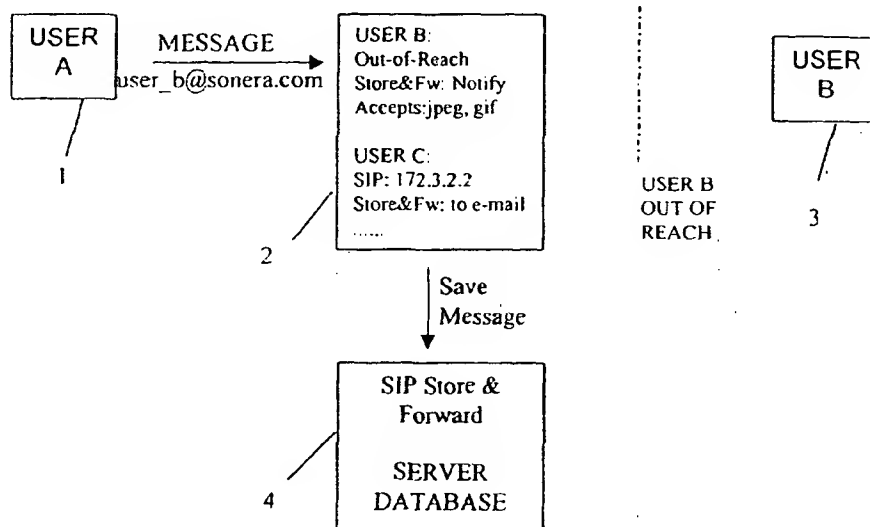 USER
A
MESSAGE
user_b@sonera.com
1
USER B:
Out-of-Reach
Store&Fw: Notify
Accepts:jpeg, gif
USER C:
SIP: 172.3.2.2
Store&Fw: to e-mail
......
2
USER B
OUT OF
REACH
USER
B
3
Save
Message
SIP Store &
Forward
SERVER
DATABASE
4